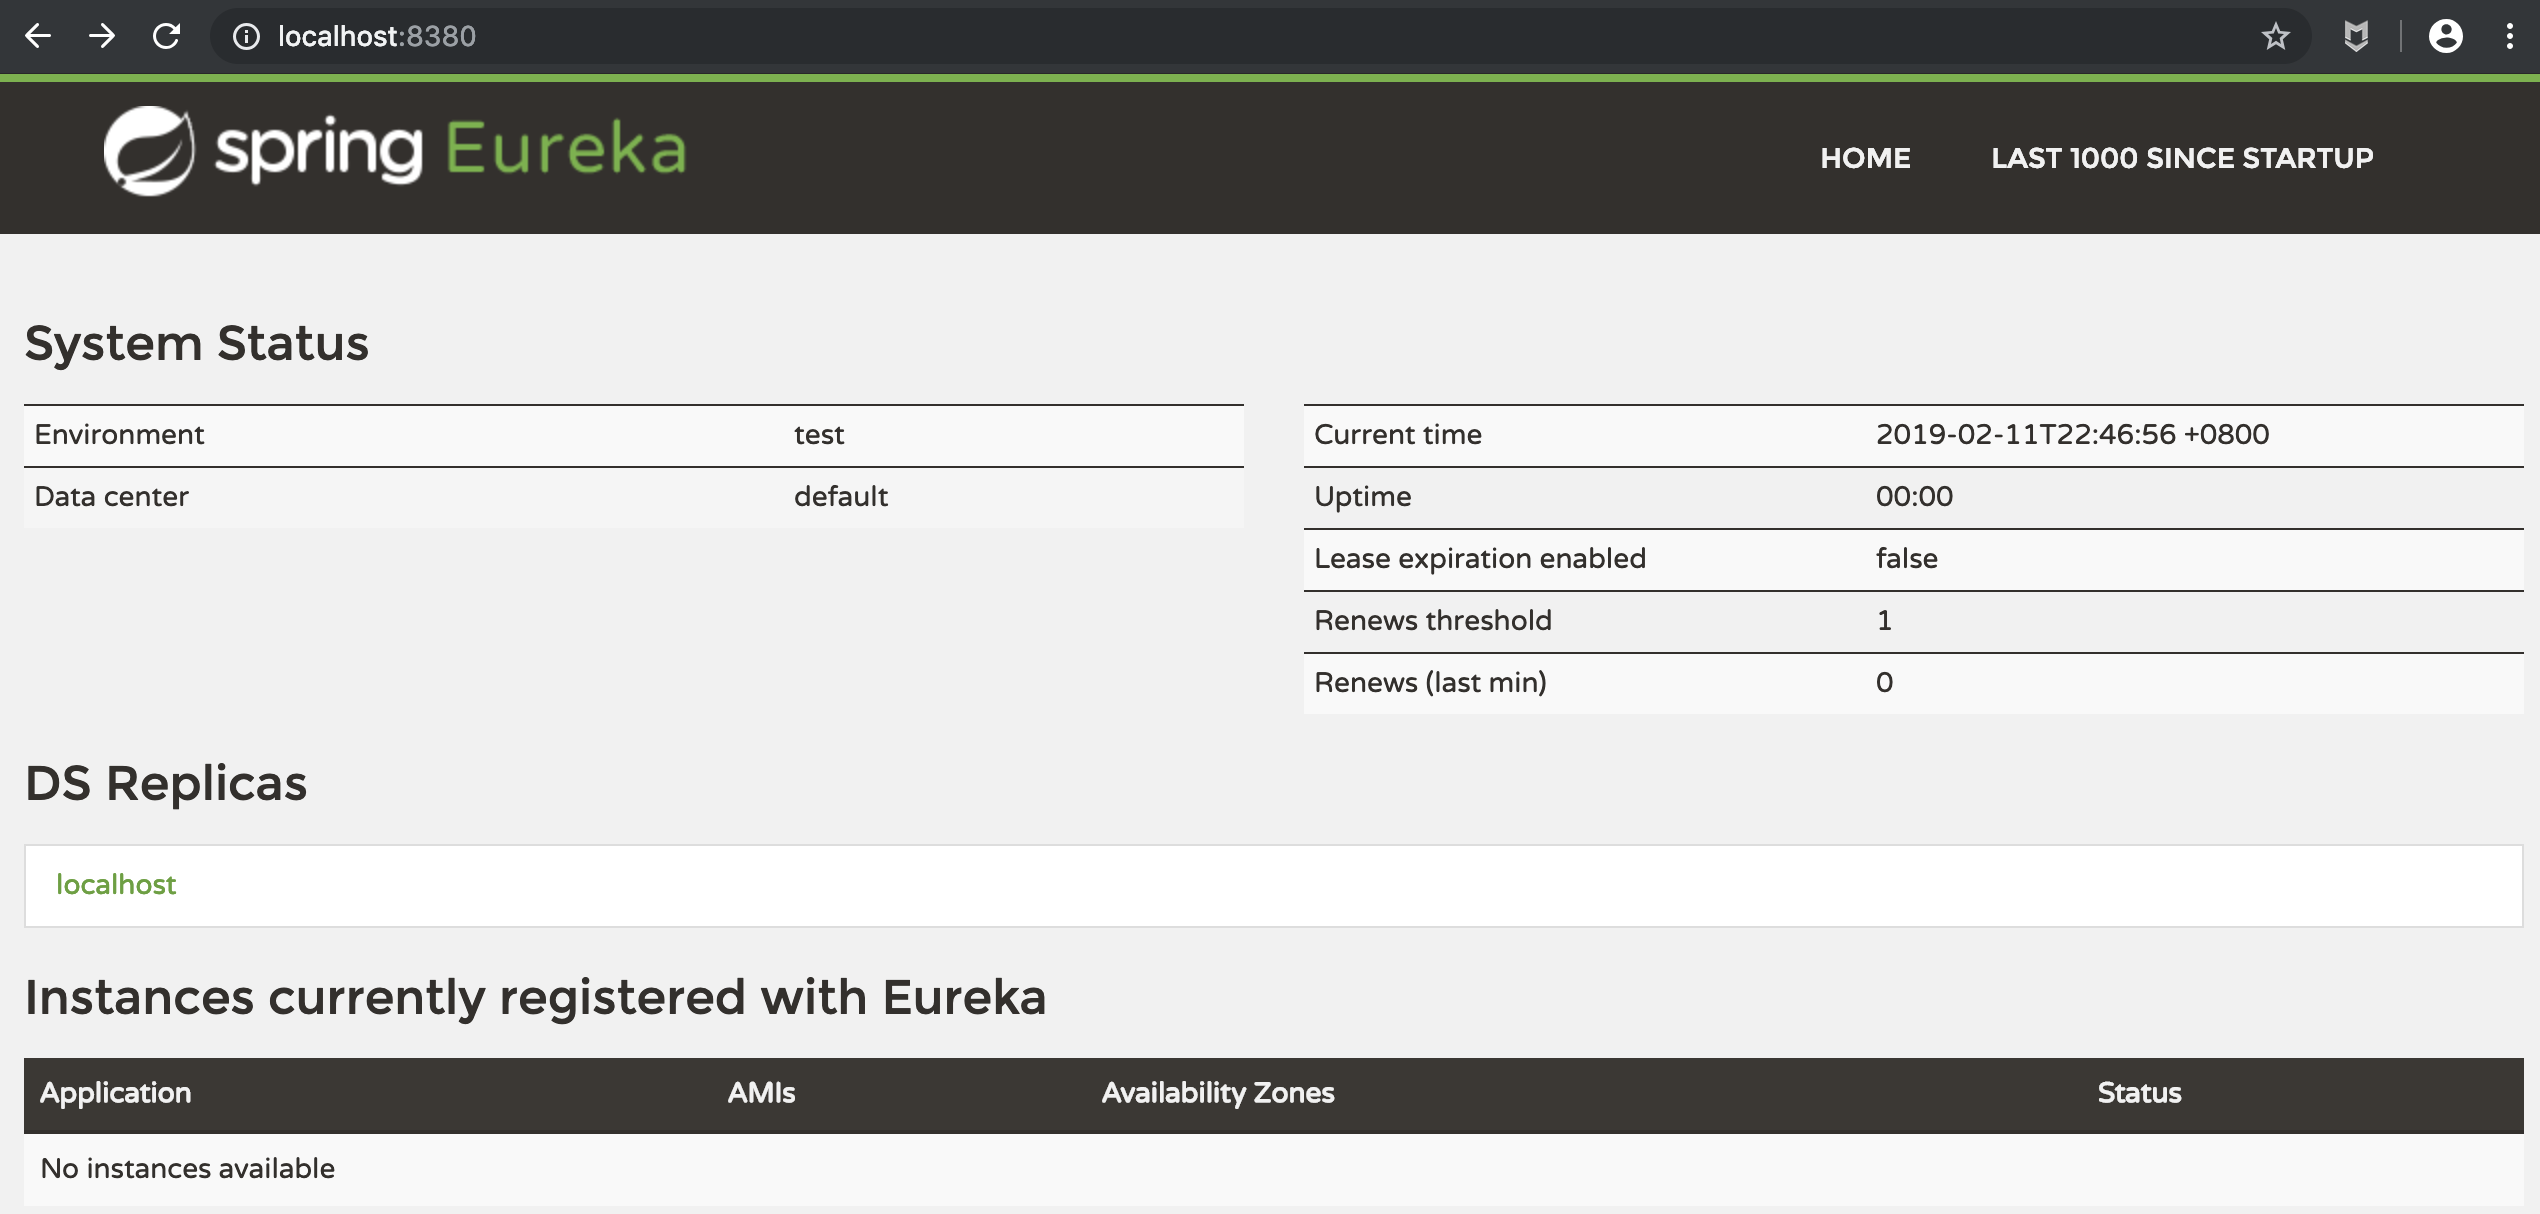 localhost:8380
spring Eureka
HOME LAST 1000 SINCE STARTUP
System Status
Environment test
Data center default
Current time 2019-02-11T22:46:56 +0800
Uptime 00:00
Lease expiration enabled false
Renews threshold 1
Renews (last min) 0
DS Replicas
localhost
Instances currently registered with Eureka
Application AMIs Availability Zones Status
No instances available